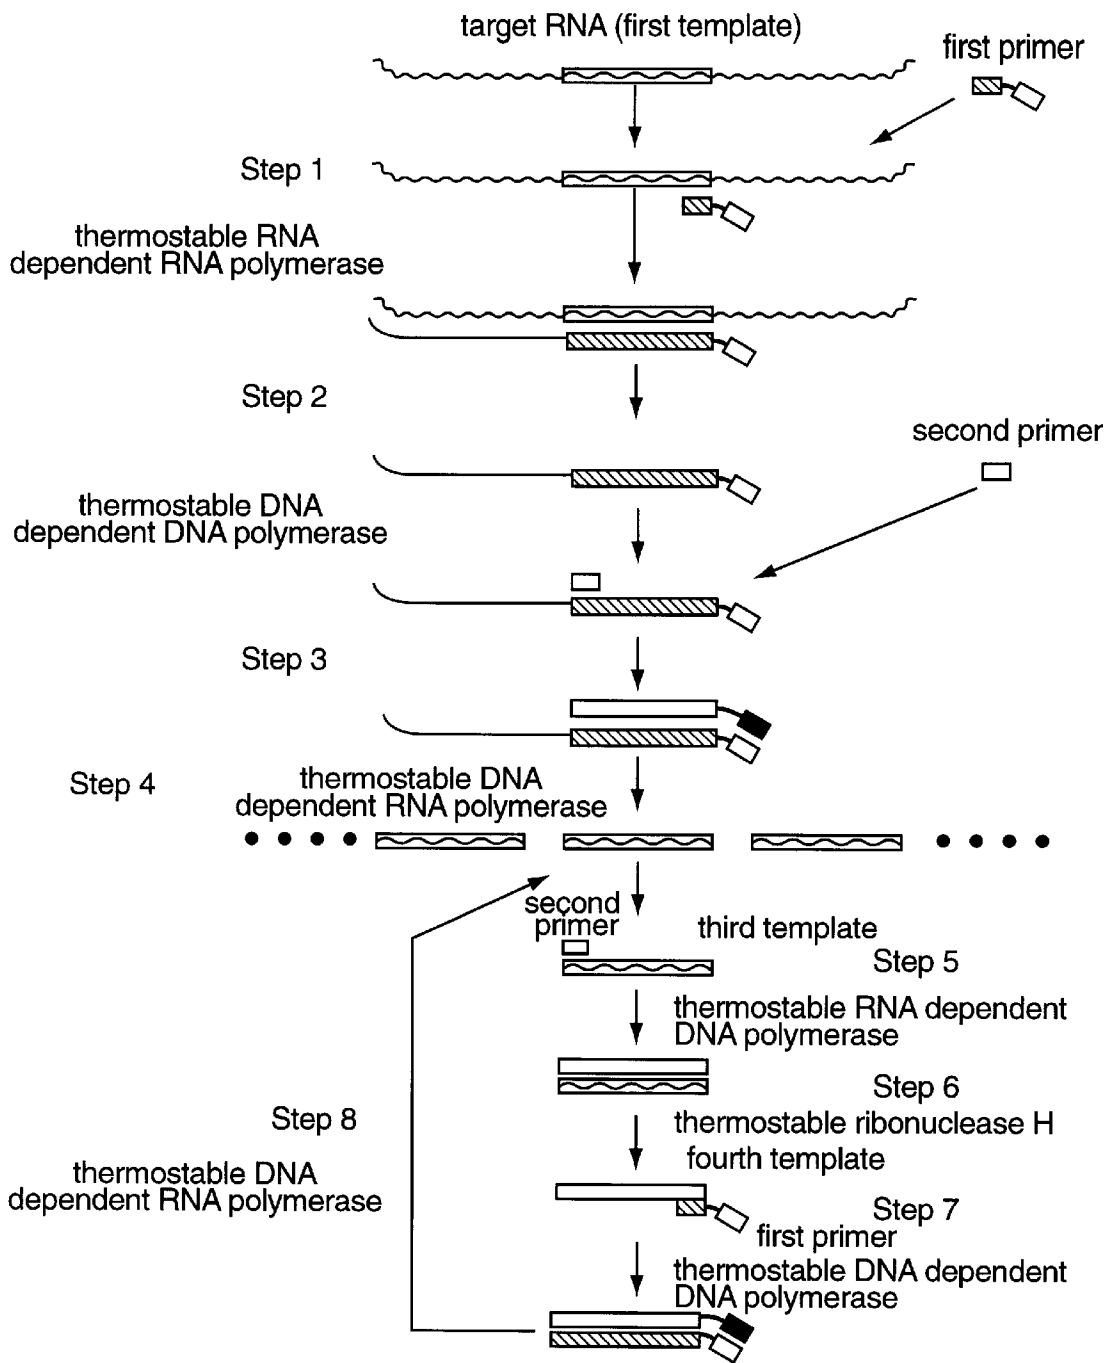 target RNA (first template)
first primer
Step 1
thermostable RNA
dependent RNA polymerase
Step 2
second primer
thermostable DNA
dependent DNA polymerase
Step 3
Step 4
thermostable DNA
dependent RNA polymerase
second
primer
third template
Step 5
thermostable RNA dependent
DNA polymerase
Step 6
thermostable ribonuclease H
fourth template
Step 8
thermostable DNA
dependent RNA polymerase
Step 7
first primer
thermostable DNA dependent
DNA polymerase